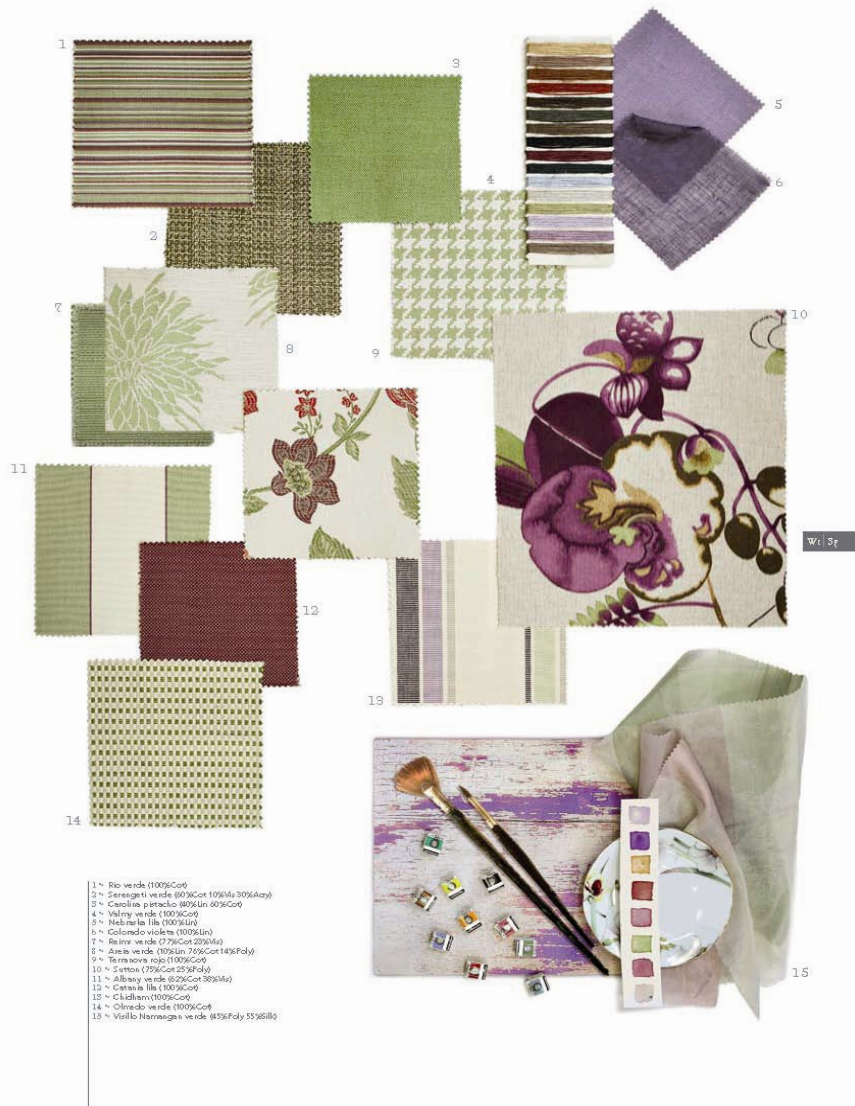 1
3
5
4
6
2
7
10
8
9
11
W1 | 37
12
13
14
15
1 ~ Rio verde (100%Cot)
2 ~ Serengeti verde (60%Cot 10%Vis 30%Acry)
3 ~ Carolina pistacho (40%Lin 60%Cot)
4 ~ Valmy verde (100%Cot)
5 ~ Nebraska lila (100%Lin)
6 ~ Colorado violeta (100%Lin)
7 ~ Reims verde (77%Cot 23%Vis)
8 ~ Areia verde (10%Lin 76%Cot 14%Poly)
9 ~ Terranova rojo (100%Cot)
10 ~ Sutton (75%Cot 25%Poly)
11 ~ Albany verde (62%Cot 38%Vis)
12 ~ Catania lila (100%Cot)
13 ~ Chidham (100%Cot)
14 ~ Olmedo verde (100%Cot)
15 ~ Visillo Namangan verde (45%Poly 55%Silk)